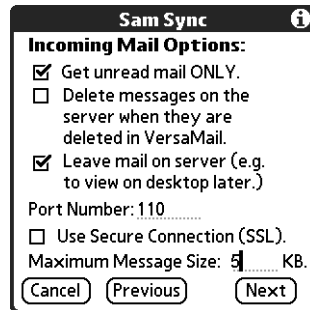 Sam Sync
Incoming Mail Options:
Get unread mail ONLY.
Delete messages on the
server when they are
deleted in VersaMail.
Leave mail on server (e.g.
to view on desktop later.)
Port Number: 110
Use Secure Connection (SSL).
Maximum Message Size: 5 KB.
Cancel Previous Next